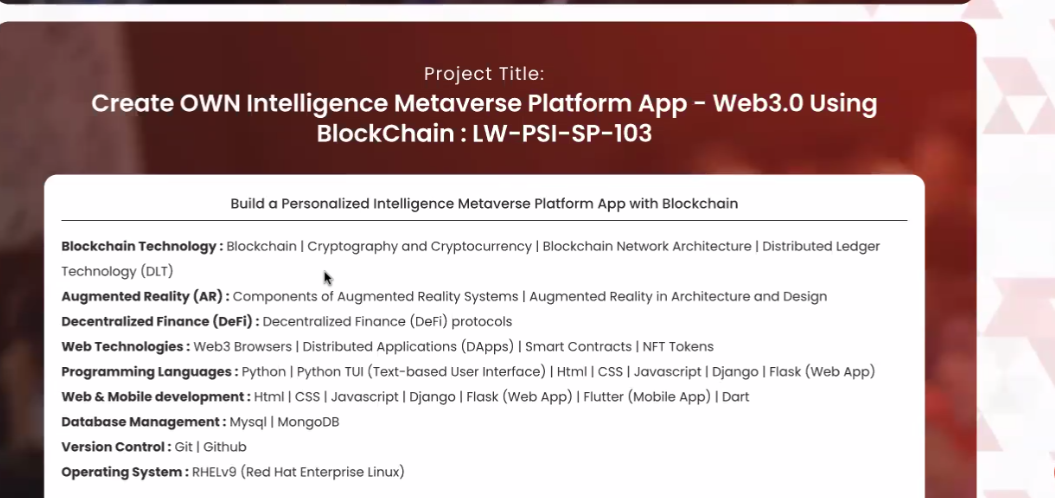 Project Title:
Create OWN Intelligence Metaverse Platform App - Web3.0 Using
BlockChain : LW-PSI-SP-103
Build a Personalized Intelligence Metaverse Platform App with Blockchain
Blockchain Technology : Blockchain | Cryptography and Cryptocurrency | Blockchain Network Architecture | Distributed Ledger
Technology (DLT)
Augmented Reality (AR) : Components of Augmented Reality Systems | Augmented Reality in Architecture and Design
Decentralized Finance (DeFi) : Decentralized Finance (DeFi) protocols
Web Technologies : Web3 Browsers | Distributed Applications (DApps) | Smart Contracts | NFT Tokens
Programming Languages : Python | Python TUI (Text-based User Interface) | Html | CSS | Javascript | Django | Flask (Web App)
Web & Mobile development : Html | CSS | Javascript | Django | Flask (Web App) | Flutter (Mobile App) | Dart
Database Management : Mysql | MongoDB
Version Control : Git | Github
Operating System : RHELv9 (Red Hat Enterprise Linux)